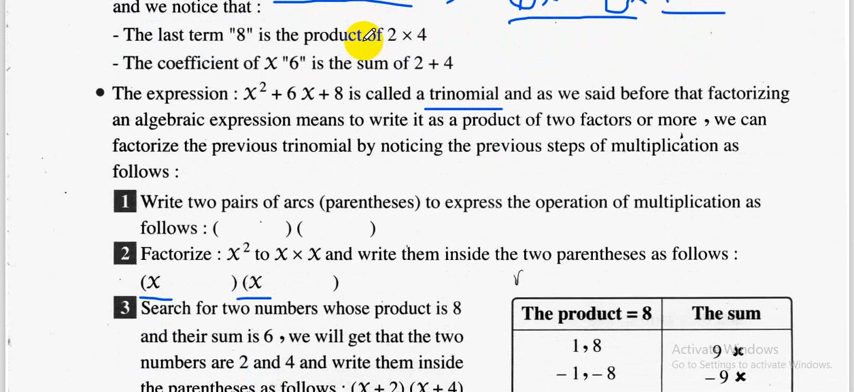 and we notice that :
- The last term "8" is the product of 2 × 4
- The coefficient of X "6" is the sum of 2 + 4
• The expression : X² + 6 X + 8 is called a trinomial and as we said before that factorizing
an algebraic expression means to write it as a product of two factors or more , we can
factorize the previous trinomial by noticing the previous steps of multiplication as
follows :
1 Write two pairs of arcs (parentheses) to express the operation of multiplication as
follows : ( ) ( )
2 Factorize : X² to X × X and write them inside the two parentheses as follows :
(X ) (X )
3 Search for two numbers whose product is 8
and their sum is 6 , we will get that the two
numbers are 2 and 4 and write them inside
the parentheses as follows : (X + 2) (X + 4)
The product = 8 The sum
1 , 8 9 ×
– 1 , – 8 – 9 ×
Activate Windows
Go to Settings to activate Windows.